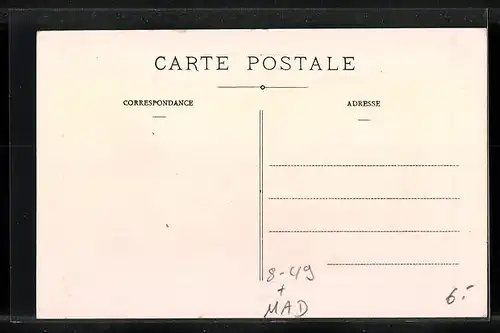 CARTE POSTALE
CORRESPONDANCE
ADRESSE
8-49
+
MAD
6.-